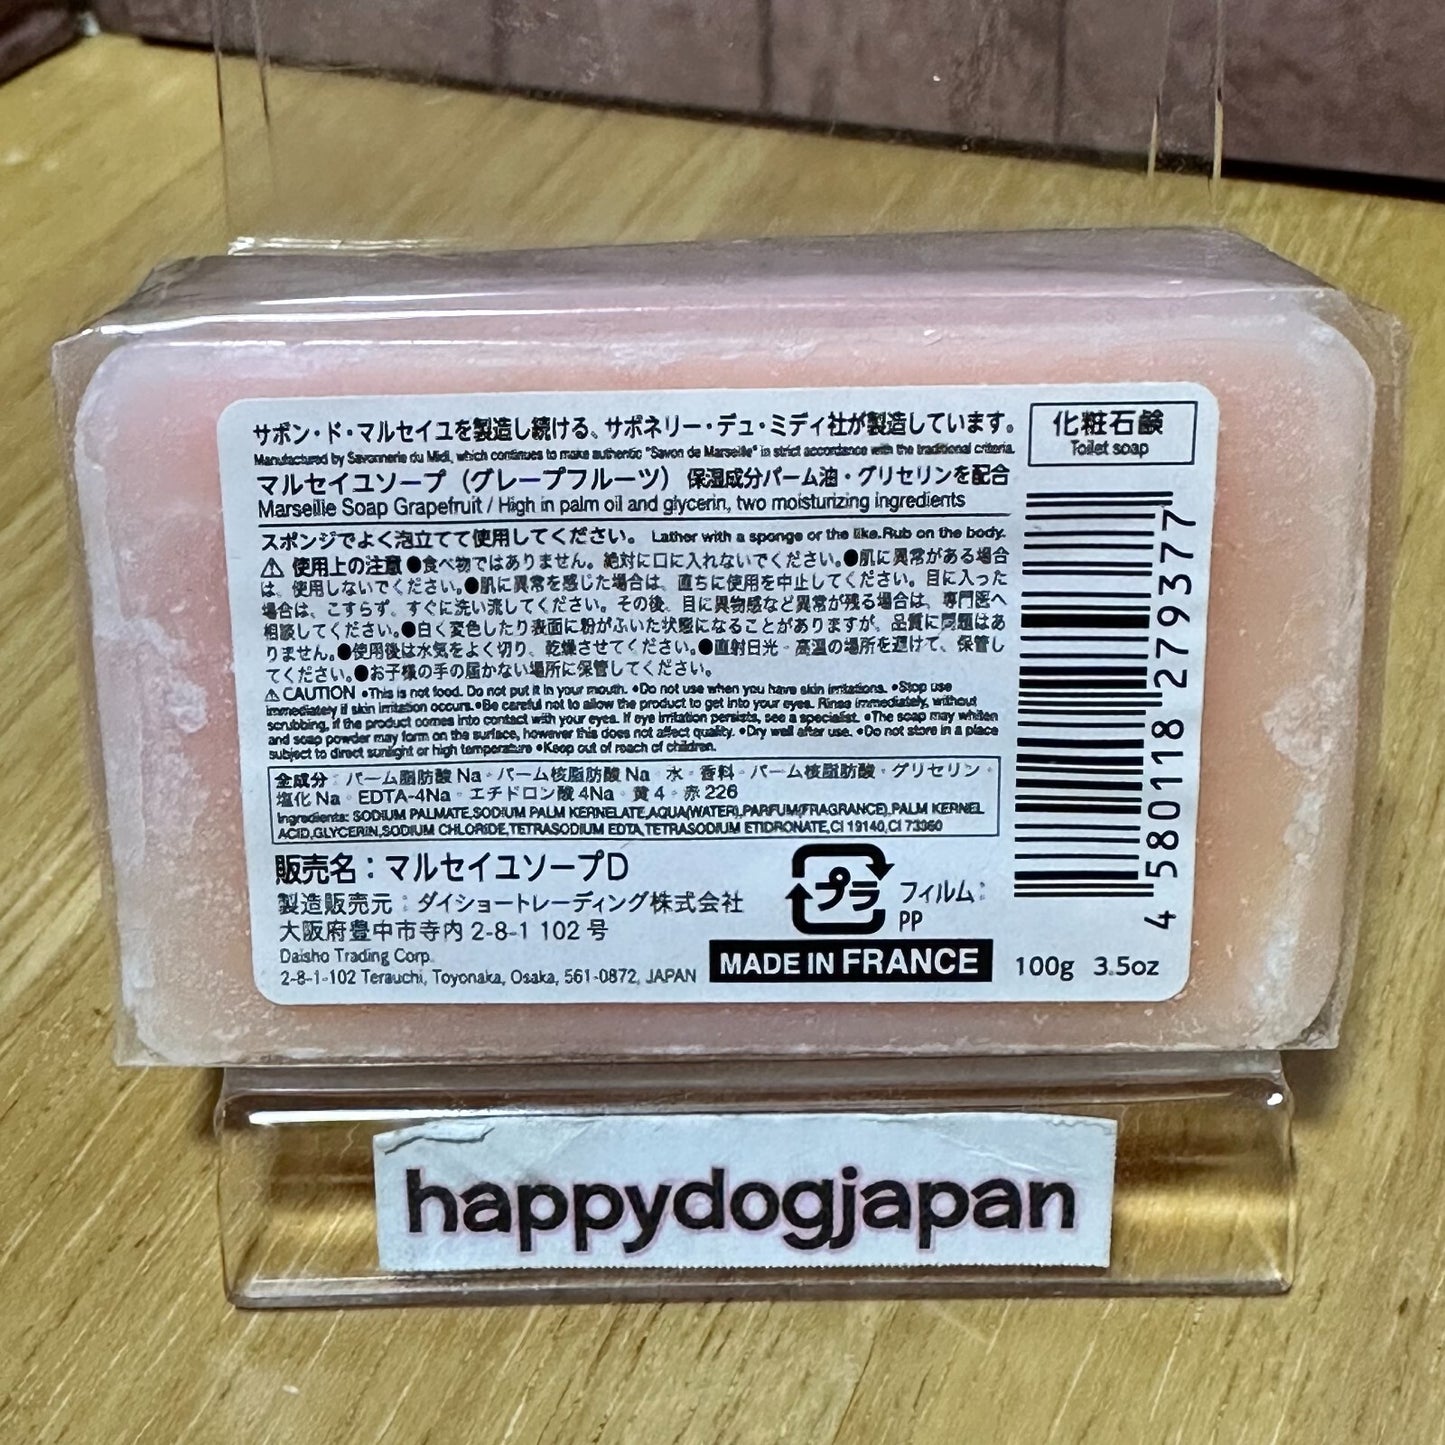 サボン・ド・マルセイユを製造し続ける、サボネリー・デュ・ミディ社が製造しています。
Manufactured by Savonnerie du Midi, which continues to make authentic "Savon de Marseille" in strict accordance with the traditional criteria.
化粧石鹸
Toilet soap
マルセイユソープ（グレープフルーツ） 保湿成分パーム油・グリセリンを配合
Marseille Soap Grapefruit / High in palm oil and glycerin, two moisturizing ingredients
スポンジでよく泡立てて使用してください。 Lather with a sponge or the like.Rub on the body.
⚠ 使用上の注意 ●食べ物ではありません。絶対に口に入れないでください。●肌に異常がある場合
は、使用しないでください。●肌に異常を感じた場合は、直ちに使用を中止してください。目に入った
場合は、こすらず、すぐに洗い流してください。その後、目に異物感など異常が残る場合は、専門医へ
相談してください。●白く変色したり表面に粉がふいた状態になることがありますが、品質に問題はあ
りません。●使用後は水気をよく切り、乾燥させてください。●直射日光・高温の場所を避けて、保管し
てください。●お子様の手の届かない場所に保管してください。
⚠ CAUTION ●This is not food. Do not put it in your mouth. ●Do not use when you have skin irritations. ●Stop use
immediately if skin irritation occurs.●Be careful not to allow the product to get into your eyes. Rinse immediately, without
scrubbing, if the product comes into contact with your eyes. If eye irritation persists, see a specialist. ●The soap may whiten
and soap powder may form on the surface, however this does not affect quality. ●Dry well after use. ●Do not store in a place
subject to direct sunlight or high temperature ●Keep out of reach of children.
全成分：パーム脂肪酸Na・パーム核脂肪酸Na・水・香料・パーム核脂肪酸・グリセリン・
塩化Na・EDTA-4Na・エチドロン酸4Na・黄4・赤226
Ingredients: SODIUM PALMATE,SODIUM PALM KERNELATE,AQUA(WATER),PARFUM(FRAGRANCE),PALM KERNEL
ACID,GLYCERIN,SODIUM CHLORIDE,TETRASODIUM EDTA,TETRASODIUM ETIDRONATE,CI 19140,CI 73360
販売名：マルセイユソープD
製造販売元：ダイショートレーディング株式会社
大阪府豊中市寺内 2-8-1 102 号
Daisho Trading Corp.
2-8-1-102 Terauchi, Toyonaka, Osaka, 561-0872, JAPAN
プラ
フィルム：
PP
MADE IN FRANCE
100g 3.5oz
4 580118 279377
happydogjapan